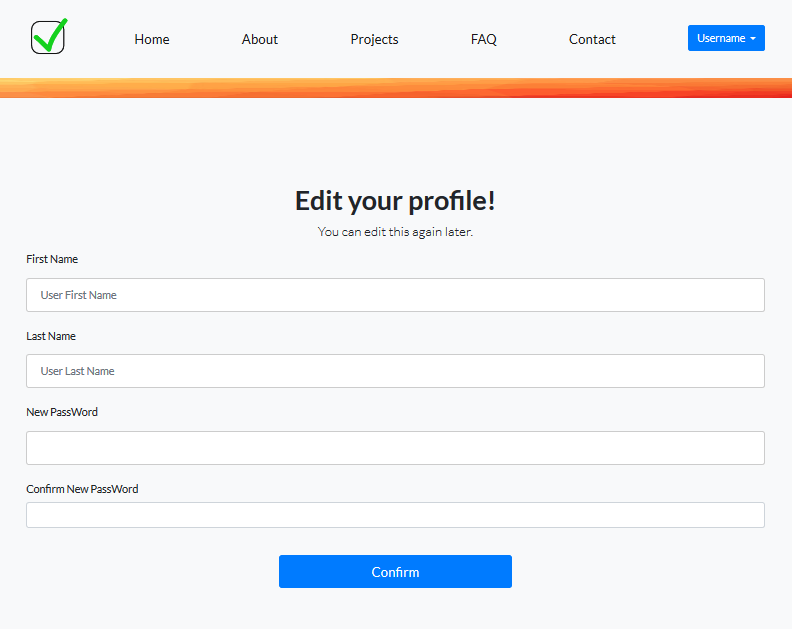 Home About Projects FAQ Contact Username
Edit your profile!
You can edit this again later.
First Name
User First Name
Last Name
User Last Name
New PassWord
Confirm New PassWord
Confirm